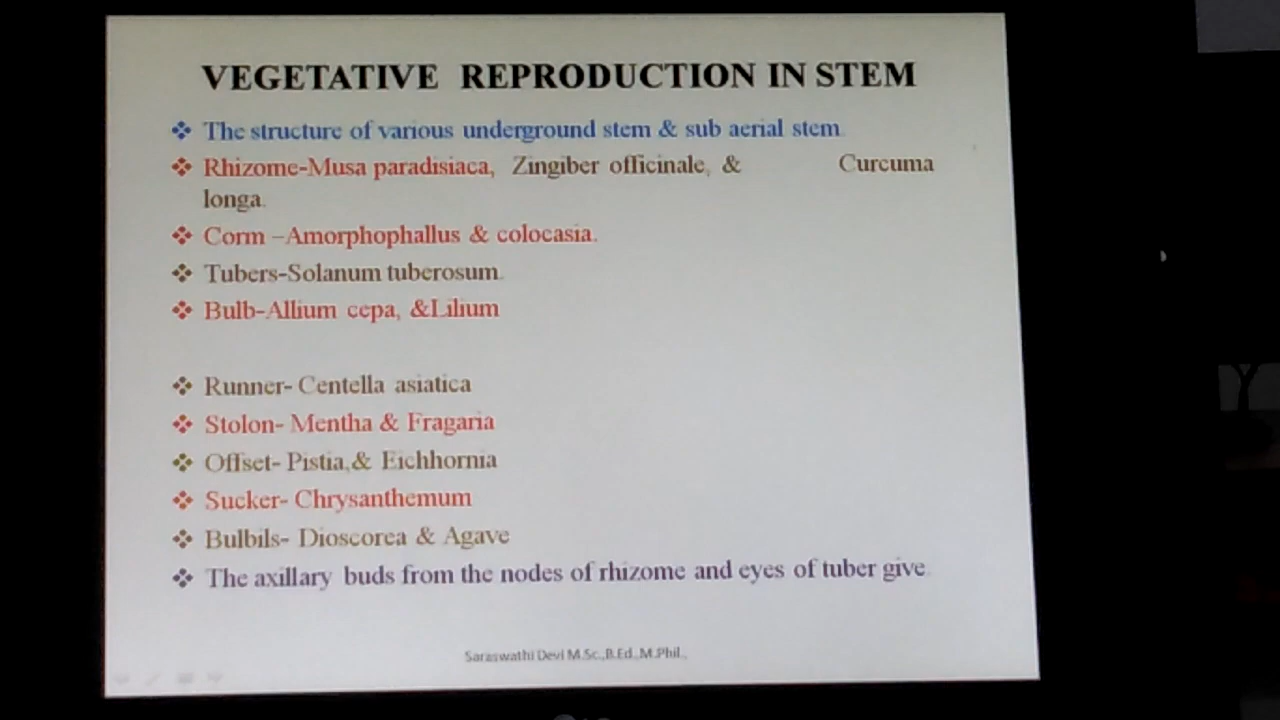 VEGETATIVE REPRODUCTION IN STEM
The structure of various underground stem & sub aerial stem
Rhizome-Musa paradisiaca, Zingiber officinale, & Curcuma
longa.
Corm –Amorphophallus & colocasia.
Tubers-Solanum tuberosum.
Bulb-Allium cepa, &Lilium
Runner- Centella asiatica
Stolon- Mentha & Fragaria
Offset- Pistia,& Eichhornia
Sucker- Chrysanthemum
Bulbils- Dioscorea & Agave
The axillary buds from the nodes of rhizome and eyes of tuber give
Saraswathi Devi M.Sc.,B.Ed.,M.Phil.,